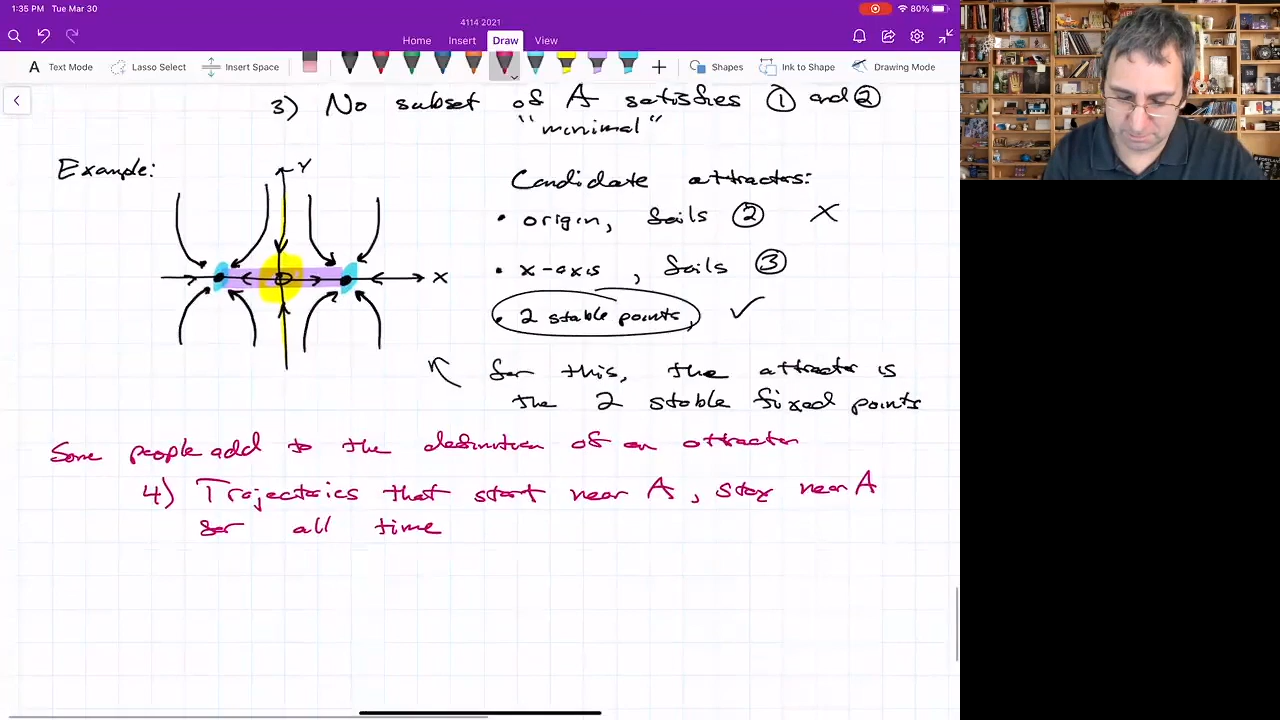 1:35 PM Tue Mar 30
80%
4114 2021
Home Insert Draw View
Text Mode Lasso Select Insert Space Shapes Ink to Shape Drawing Mode
3) No subset of A satisfies ① and ②
"minimal"
Example:
Y
X
Candidate attractors:
• origin, fails ② X
• x-axis, fails ③
• 2 stable points, ✓
for this, the attractor is
the 2 stable fixed points
Some people add to the definition of an attractor
4) Trajectories that start near A, stay near A
for all time